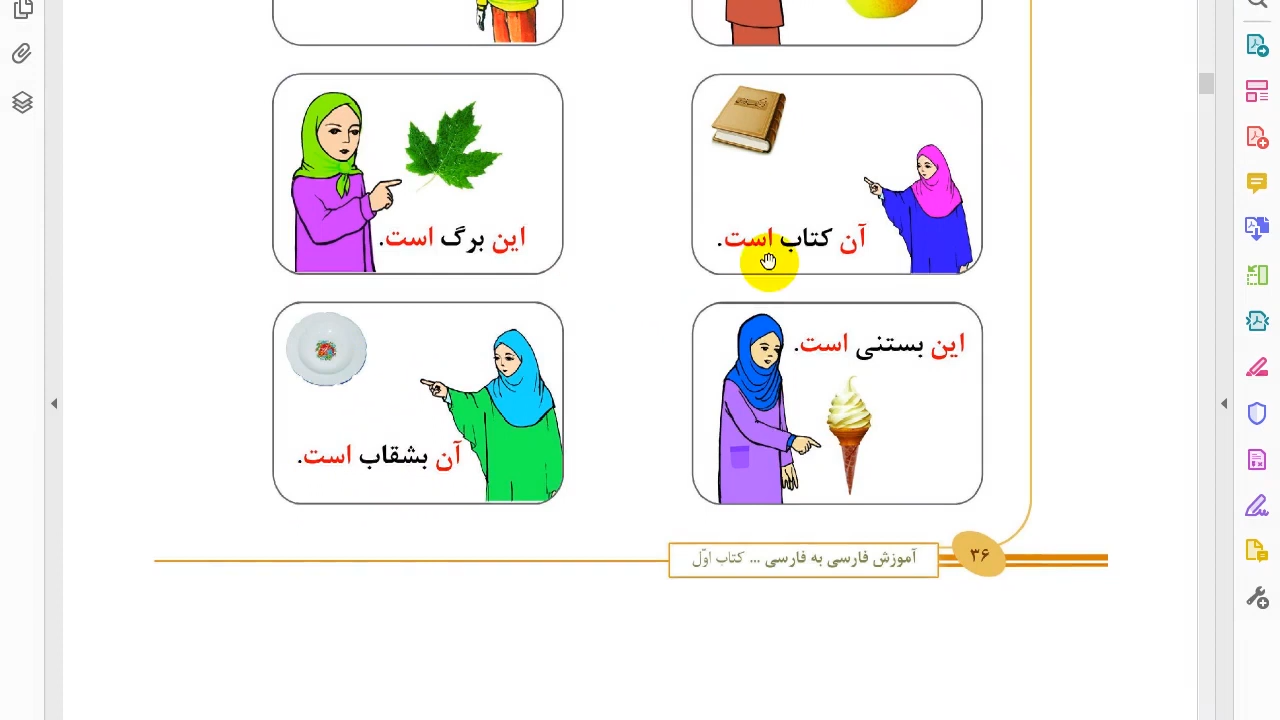 آن کتاب است.
این برگ است.
این بستنی است.
آن بشقاب است.
آموزش فارسی به فارسی ... کتاب اوّل
۳۶